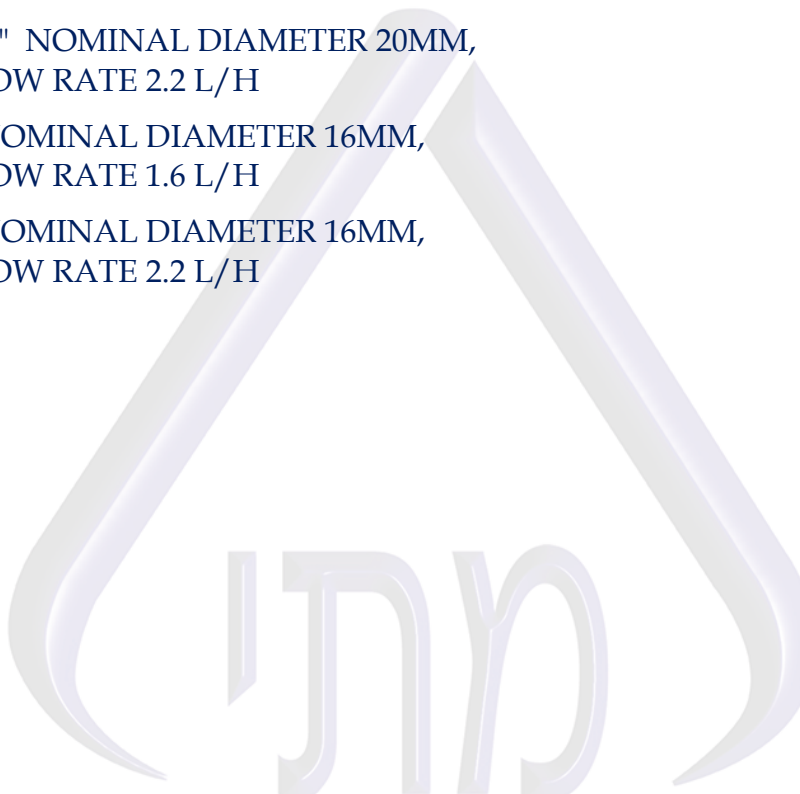 " NOMINAL DIAMETER 20MM,
OW RATE 2.2 L/H
OMINAL DIAMETER 16MM,
OW RATE 1.6 L/H
OMINAL DIAMETER 16MM,
OW RATE 2.2 L/H
מתי